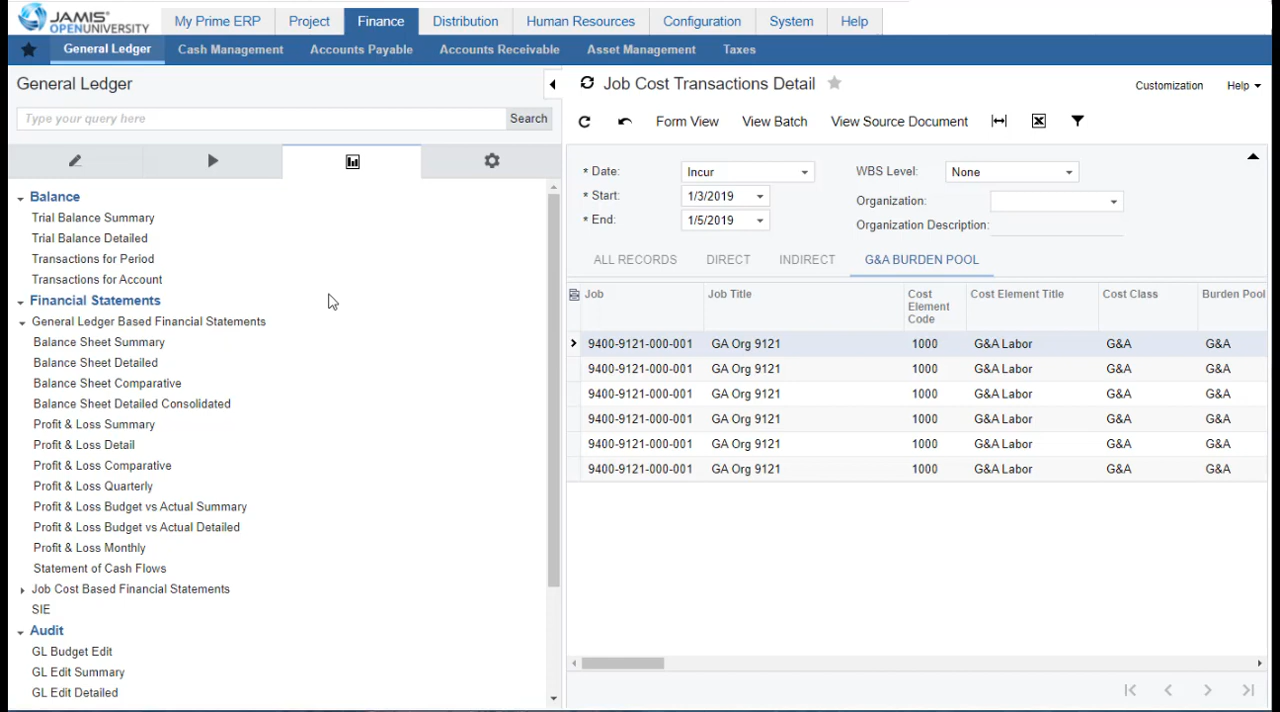 JAMIS®
OPENUNIVERSITY
My Prime ERP Project Finance Distribution Human Resources Configuration System Help
General Ledger Cash Management Accounts Payable Accounts Receivable Asset Management Taxes
General Ledger
Type your query here Search
Balance
Trial Balance Summary
Trial Balance Detailed
Transactions for Period
Transactions for Account
Financial Statements
General Ledger Based Financial Statements
Balance Sheet Summary
Balance Sheet Detailed
Balance Sheet Comparative
Balance Sheet Detailed Consolidated
Profit & Loss Summary
Profit & Loss Detail
Profit & Loss Comparative
Profit & Loss Quarterly
Profit & Loss Budget vs Actual Summary
Profit & Loss Budget vs Actual Detailed
Profit & Loss Monthly
Statement of Cash Flows
Job Cost Based Financial Statements
SIE
Audit
GL Budget Edit
GL Edit Summary
GL Edit Detailed
Job Cost Transactions Detail Customization Help
Form View View Batch View Source Document
* Date: Incur WBS Level: None
* Start: 1/3/2019 Organization:
* End: 1/5/2019 Organization Description:
ALL RECORDS DIRECT INDIRECT G&A BURDEN POOL
Job Job Title Cost Element Code Cost Element Title Cost Class Burden Pool
9400-9121-000-001 GA Org 9121 1000 G&A Labor G&A G&A
9400-9121-000-001 GA Org 9121 1000 G&A Labor G&A G&A
9400-9121-000-001 GA Org 9121 1000 G&A Labor G&A G&A
9400-9121-000-001 GA Org 9121 1000 G&A Labor G&A G&A
9400-9121-000-001 GA Org 9121 1000 G&A Labor G&A G&A
9400-9121-000-001 GA Org 9121 1000 G&A Labor G&A G&A